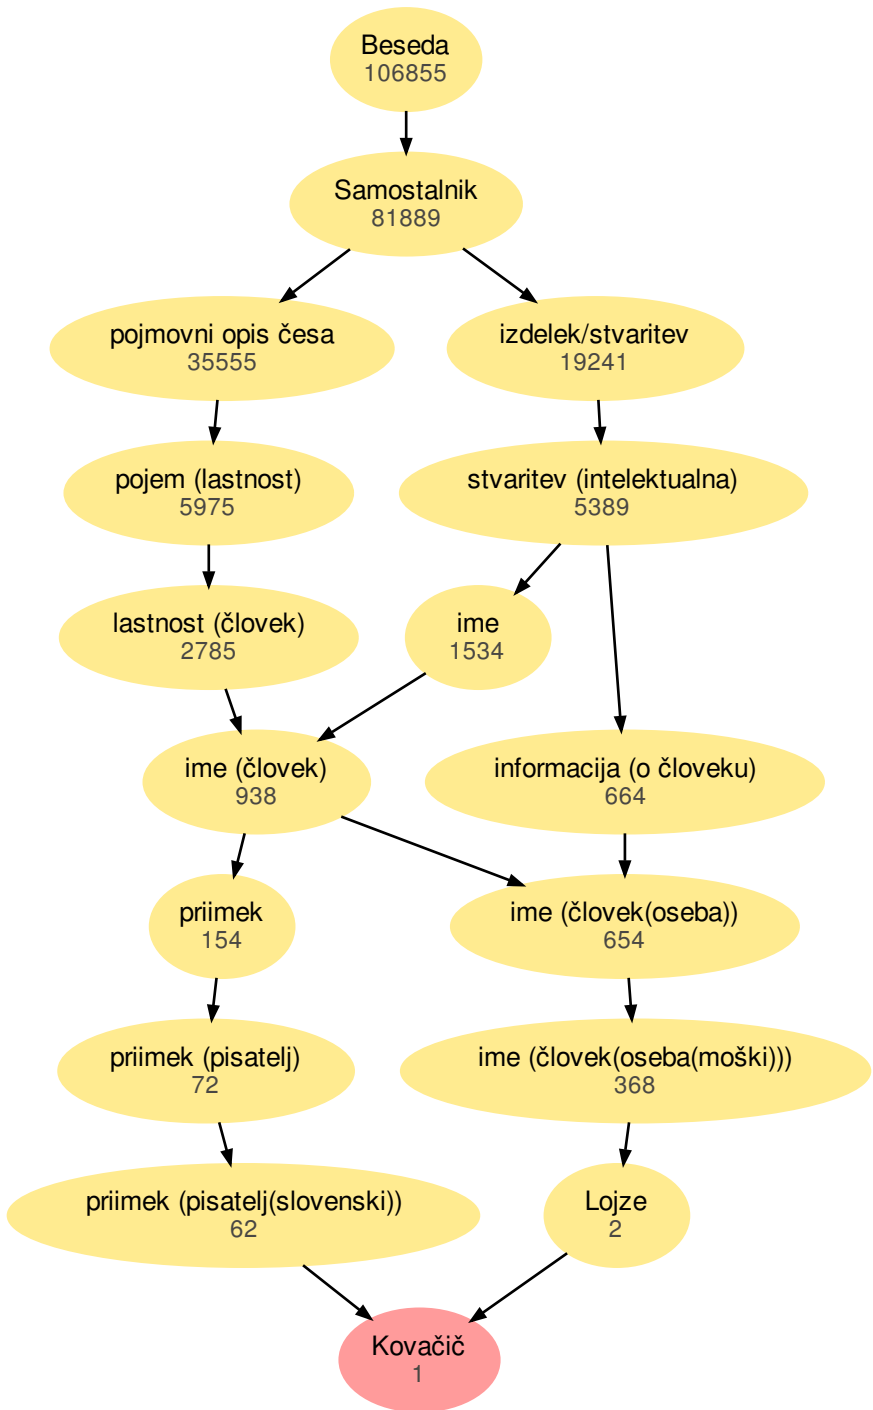 Beseda
106855
Samostalnik
81889
pojmovni opis česa
35555
izdelek/stvaritev
19241
pojem (lastnost)
5975
stvaritev (intelektualna)
5389
lastnost (človek)
2785
ime
1534
ime (človek)
938
informacija (o človeku)
664
priimek
154
ime (človek(oseba))
654
priimek (pisatelj)
72
ime (človek(oseba(moški)))
368
priimek (pisatelj(slovenski))
62
Lojze
2
Kovačič
1